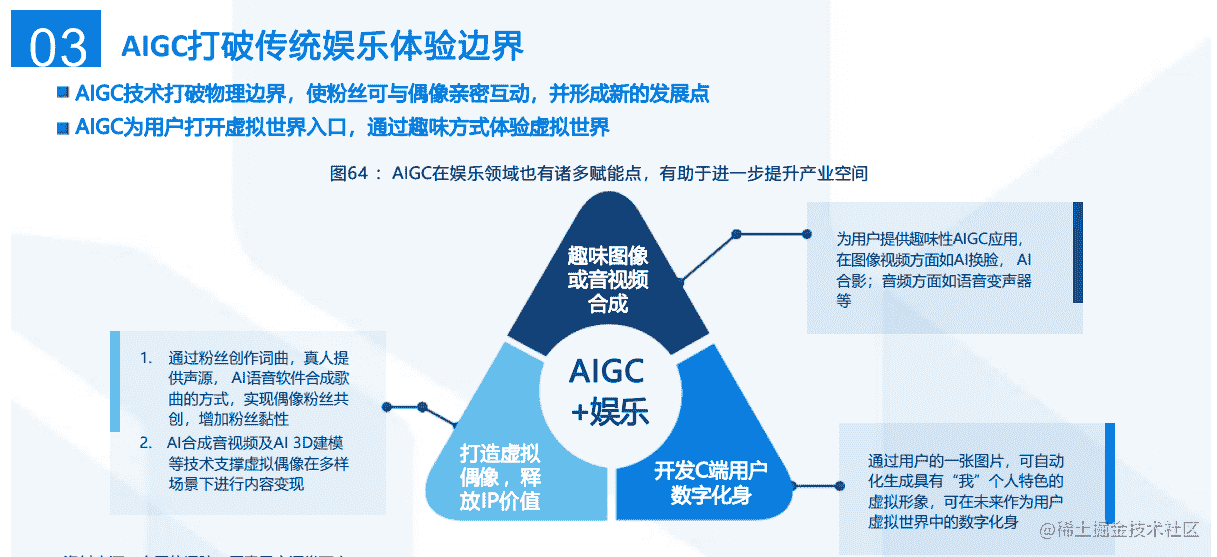 03
AIGC打破传统娱乐体验边界
AIGC技术打破物理边界，使粉丝可与偶像亲密互动，并形成新的发展点
AIGC为用户打开虚拟世界入口，通过趣味方式体验虚拟世界
图64 ：AIGC在娱乐领域也有诸多赋能点，有助于进一步提升产业空间
趣味图像
或音视频
合成
为用户提供趣味性AIGC应用，
在图像视频方面如AI换脸， AI
合影；音频方面如语音变声器
等
1. 通过粉丝创作词曲，真人提
供声源， AI语音软件合成歌
曲的方式，实现偶像粉丝共
创，增加粉丝黏性
2. AI合成音视频及AI 3D建模
等技术支撑虚拟偶像在多样
场景下进行内容变现
AIGC
+娱乐
打造虚拟
偶像，释
放IP价值
开发C端用户
数字化身
通过用户的一张图片，可自动
化生成具有“我”个人特色的
虚拟形象，可在未来作为用户
虚拟世界中的数字化身
@稀土掘金技术社区